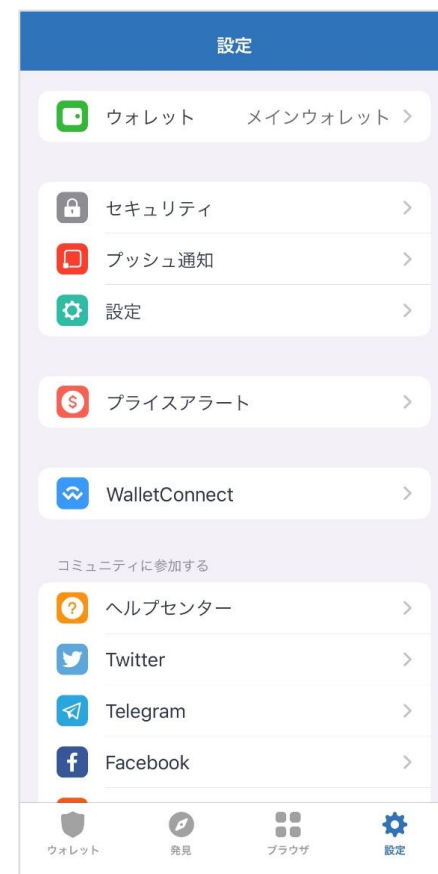 設定
ウォレット メインウォレット
セキュリティ
プッシュ通知
設定
プライスアラート
WalletConnect
コミュニティに参加する
ヘルプセンター
Twitter
Telegram
Facebook
ウォレット 発見 ブラウザ 設定